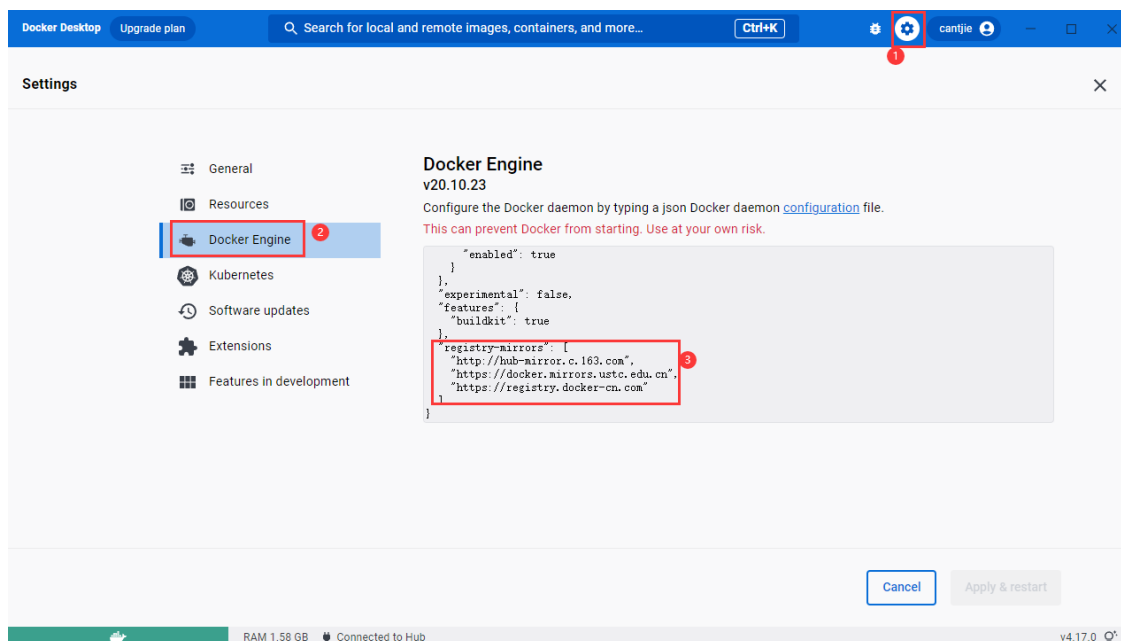 Docker Desktop Upgrade plan Search for local and remote images, containers, and more... Ctrl+K cantjie
1
Settings
General
Resources
Docker Engine 2
Kubernetes
Software updates
Extensions
Features in development
Docker Engine
v20.10.23
Configure the Docker daemon by typing a json Docker daemon configuration file.
This can prevent Docker from starting. Use at your own risk.
"enabled": true
}
},
"experimental": false,
"features": {
"buildkit": true
},
"registry-mirrors": [
"http://hub-mirror.c.163.com",
"https://docker.mirrors.ustc.edu.cn", 3
"https://registry.docker-cn.com"
]
}
Cancel Apply & restart
RAM 1.58 GB Connected to Hub v4.17.0